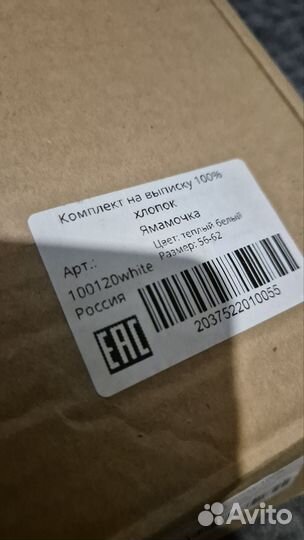 Комплект на выписку 100%
хлопок
Ямамочка
Цвет: теплый белый
Размер: 56-62
Арт.:
100120white
Россия
EAC
2037522010055
Avito